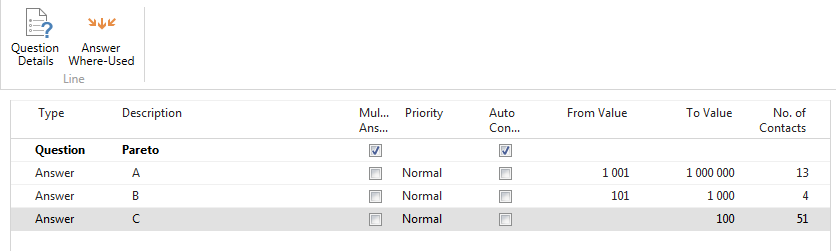 Question Details
Answer Where-Used
Line
Type Description Mul... Ans... Priority Auto Con... From Value To Value No. of Contacts
Question Pareto
Answer A Normal 1 001 1 000 000 13
Answer B Normal 101 1 000 4
Answer C Normal 100 51